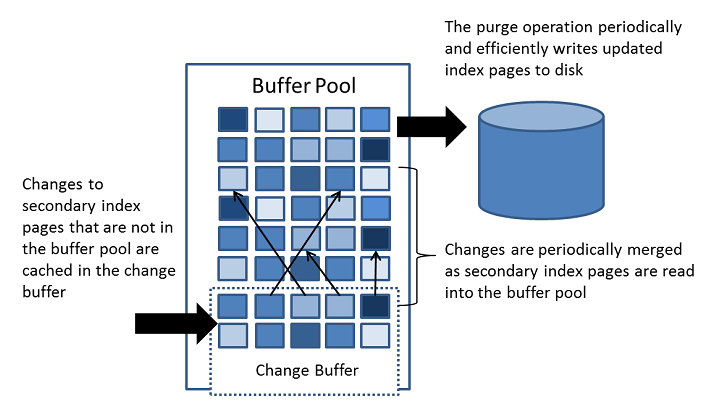 The purge operation periodically
and efficiently writes updated
index pages to disk
Buffer Pool
Changes to
secondary index
pages that are not in
the buffer pool are
cached in the change
buffer
Changes are periodically merged
as secondary index pages are read
into the buffer pool
Change Buffer